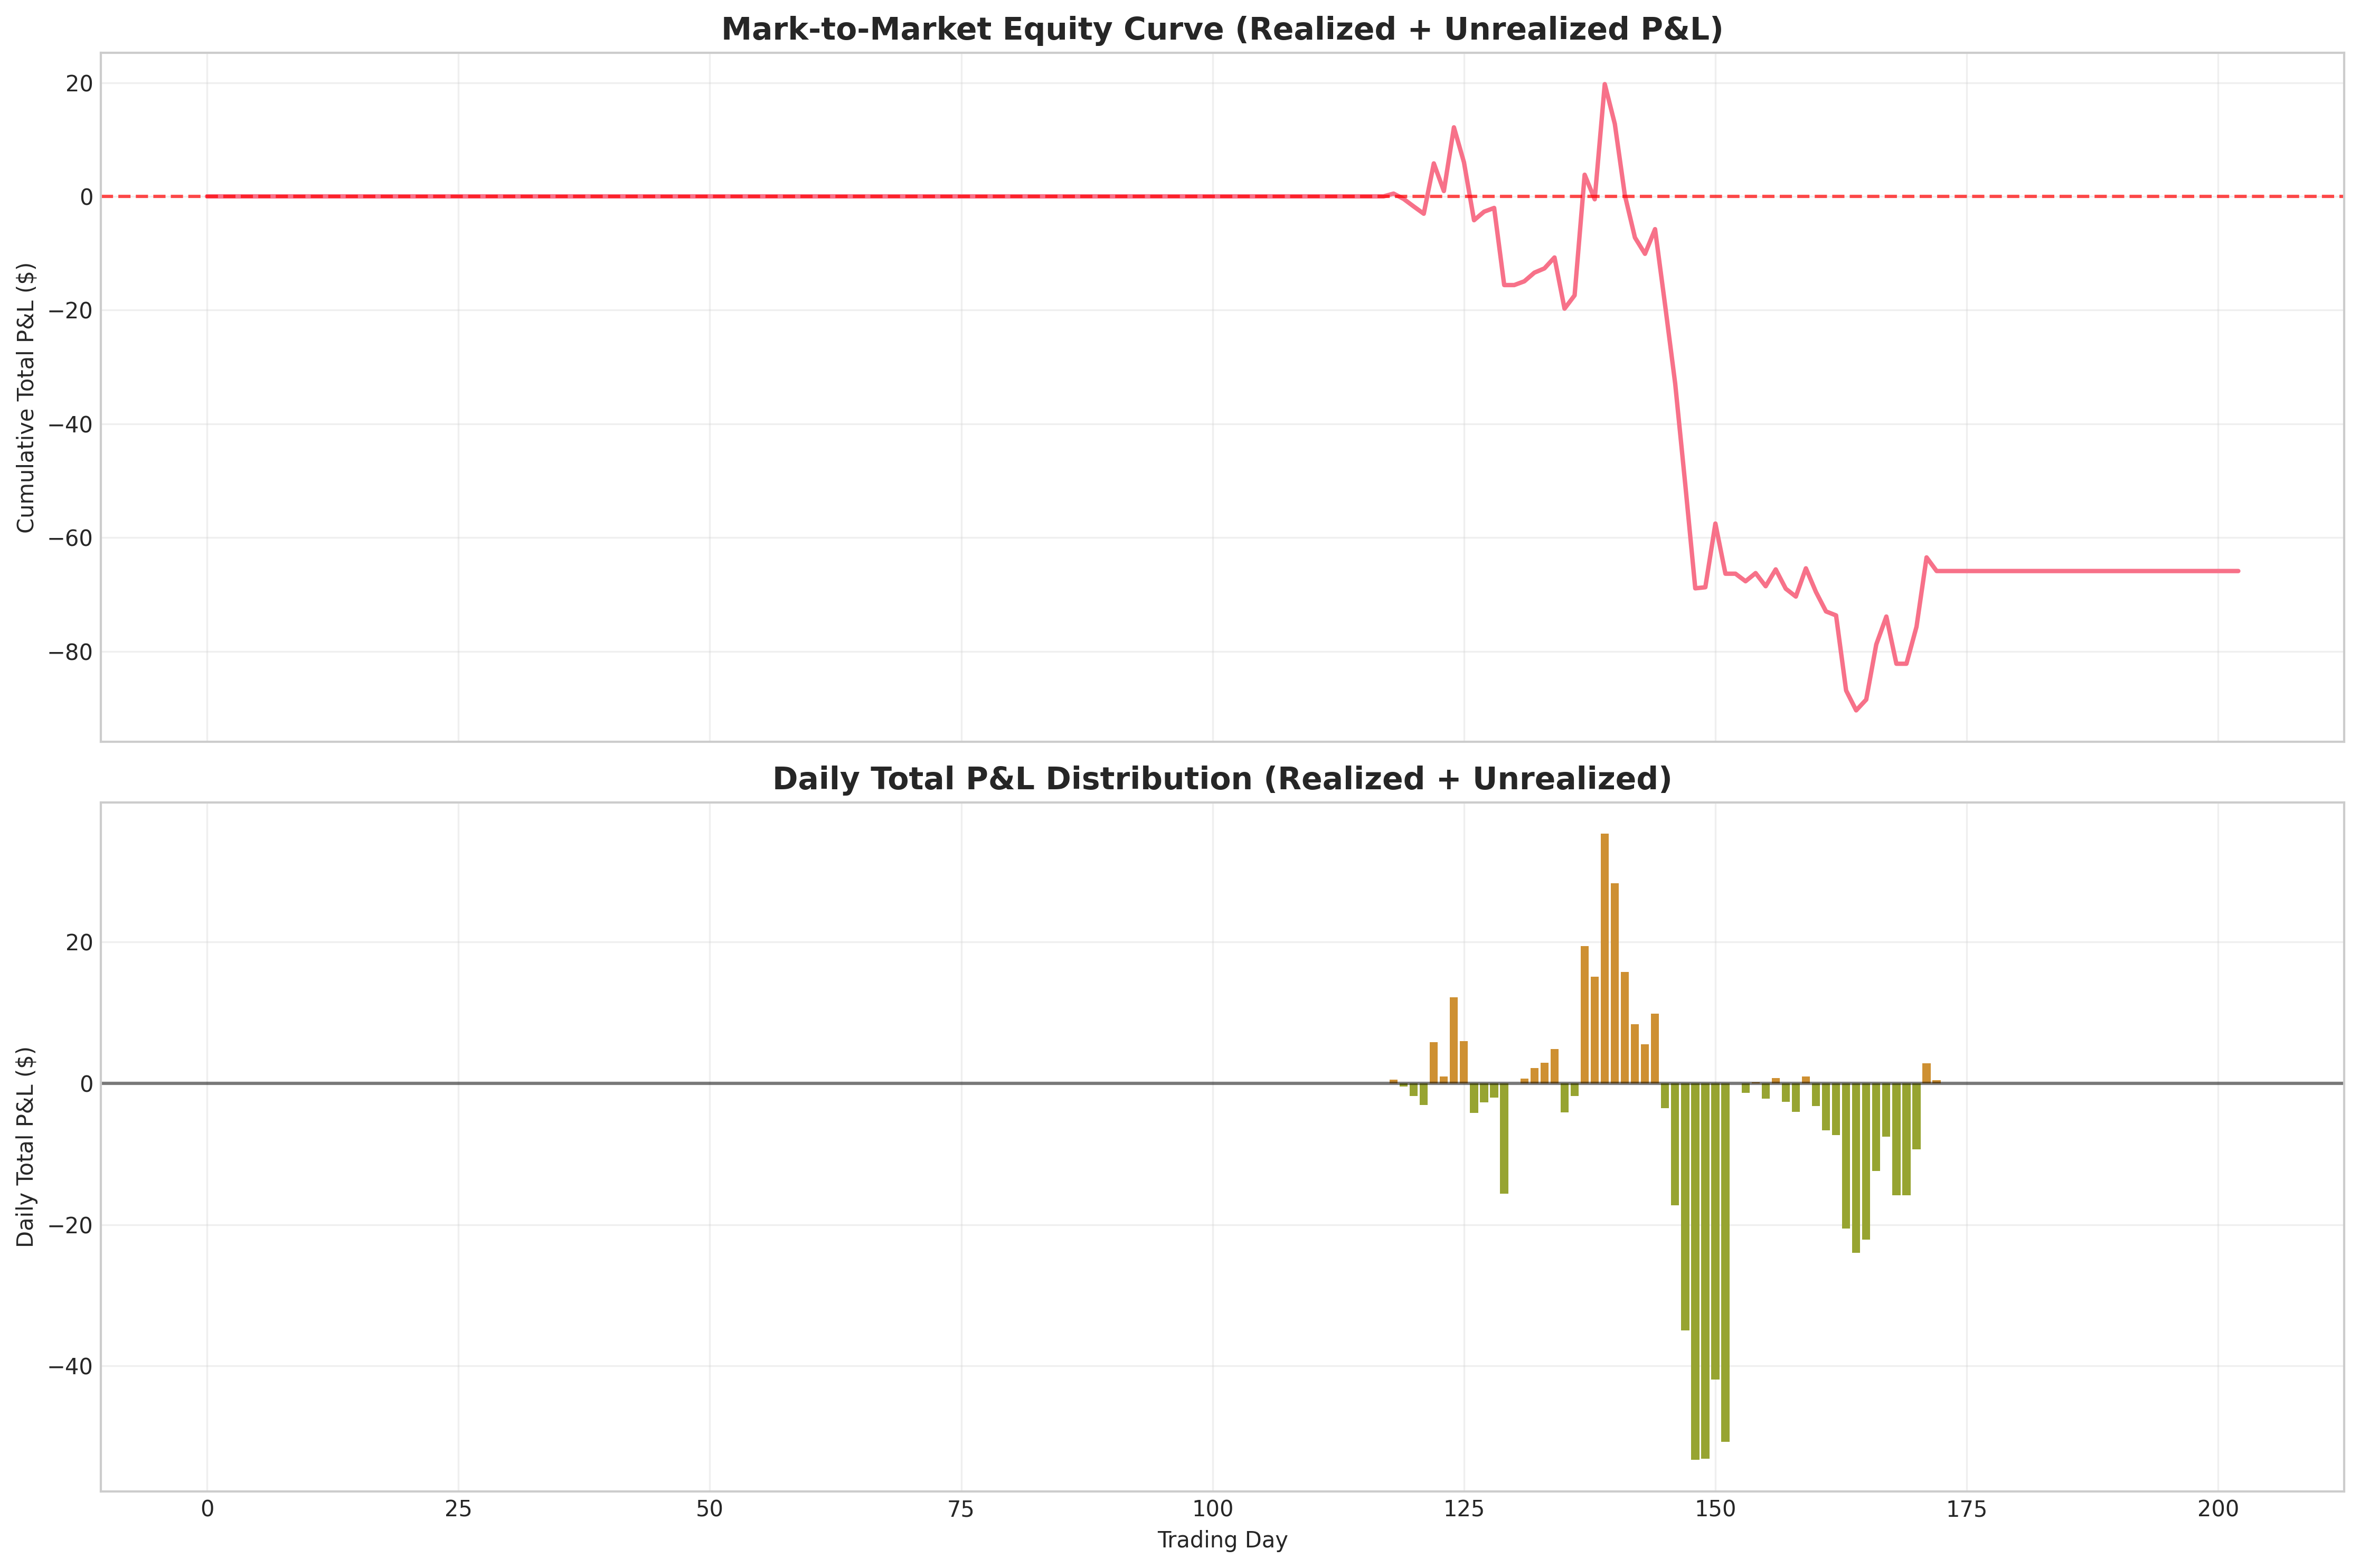 Mark-to-Market Equity Curve (Realized + Unrealized P&L)
20
0
−20
−40
−60
−80
Cumulative Total P&L ($)
Daily Total P&L Distribution (Realized + Unrealized)
20
0
−20
−40
Daily Total P&L ($)
0 25 50 75 100 125 150 175 200
Trading Day